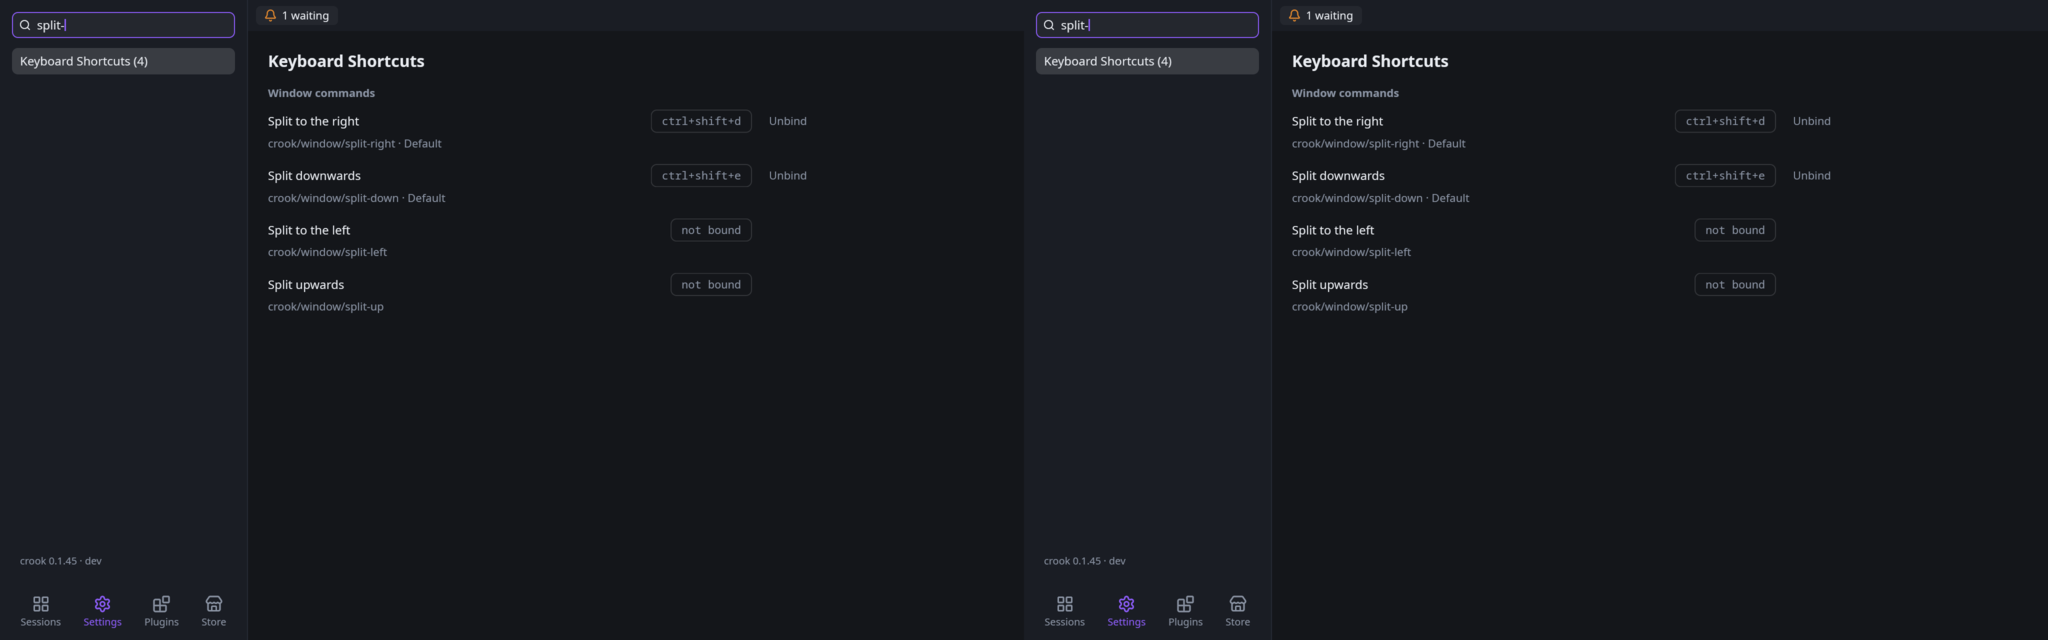 split-
Keyboard Shortcuts (4)
crook 0.1.45 · dev
Sessions
Settings
Plugins
Store
1 waiting
Keyboard Shortcuts
Window commands
Split to the right
ctrl+shift+d
Unbind
crook/window/split-right · Default
Split downwards
ctrl+shift+e
Unbind
crook/window/split-down · Default
Split to the left
not bound
crook/window/split-left
Split upwards
not bound
crook/window/split-up
split-
Keyboard Shortcuts (4)
crook 0.1.45 · dev
Sessions
Settings
Plugins
Store
1 waiting
Keyboard Shortcuts
Window commands
Split to the right
ctrl+shift+d
Unbind
crook/window/split-right · Default
Split downwards
ctrl+shift+e
Unbind
crook/window/split-down · Default
Split to the left
not bound
crook/window/split-left
Split upwards
not bound
crook/window/split-up